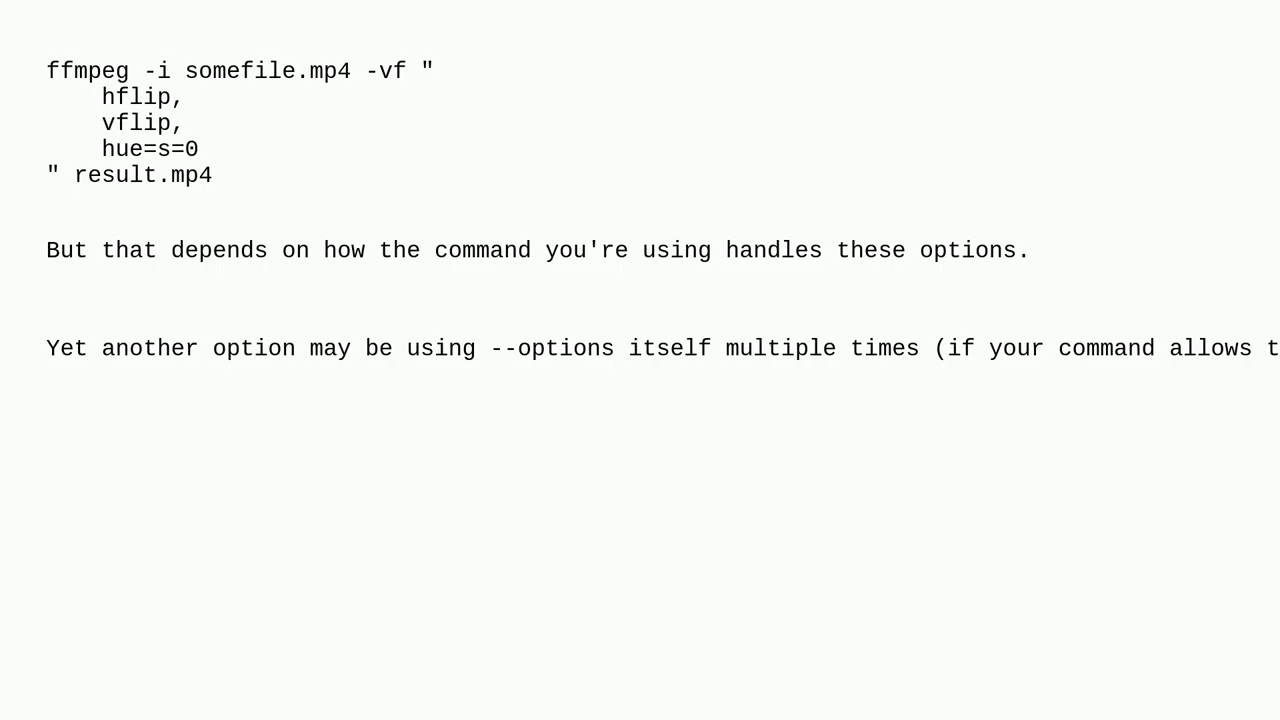 ffmpeg -i somefile.mp4 -vf "
    hflip,
    vflip,
    hue=s=0
" result.mp4
But that depends on how the command you're using handles these options.
Yet another option may be using --options itself multiple times (if your command allows